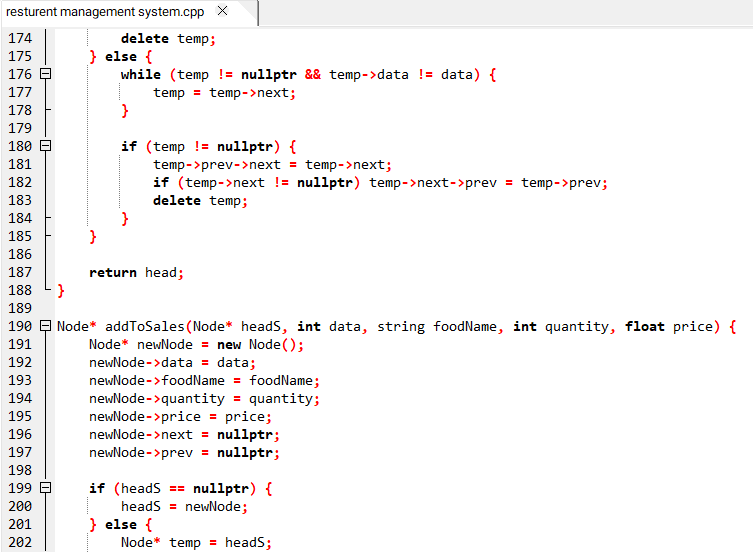 resturent management system.cpp ×
174 delete temp;
175 } else {
176 while (temp != nullptr && temp->data != data) {
177 temp = temp->next;
178 }
179
180 if (temp != nullptr) {
181 temp->prev->next = temp->next;
182 if (temp->next != nullptr) temp->next->prev = temp->prev;
183 delete temp;
184 }
185 }
186
187 return head;
188 }
189
190 Node* addToSales(Node* headS, int data, string foodName, int quantity, float price) {
191 Node* newNode = new Node();
192 newNode->data = data;
193 newNode->foodName = foodName;
194 newNode->quantity = quantity;
195 newNode->price = price;
196 newNode->next = nullptr;
197 newNode->prev = nullptr;
198
199 if (headS == nullptr) {
200 headS = newNode;
201 } else {
202 Node* temp = headS;